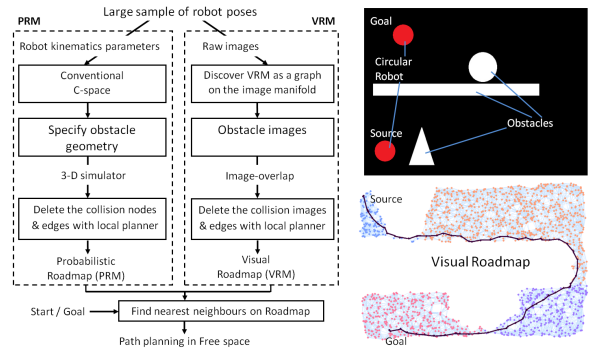 Large sample of robot poses
PRM
VRM
Robot kinematics parameters
Raw images
Conventional
C-space
Discover VRM as a graph
on the image manifold
Specify obstacle
geometry
Obstacle images
3-D simulator
Image-overlap
Delete the collision nodes
& edges with local planner
Delete the collision images
& edges with local planner
Probabilistic
Roadmap (PRM)
Visual
Roadmap (VRM)
Start / Goal
Find nearest neighbours on Roadmap
Path planning in Free space
Goal
Circular
Robot
Obstacles
Source
Source
Visual Roadmap
Goal